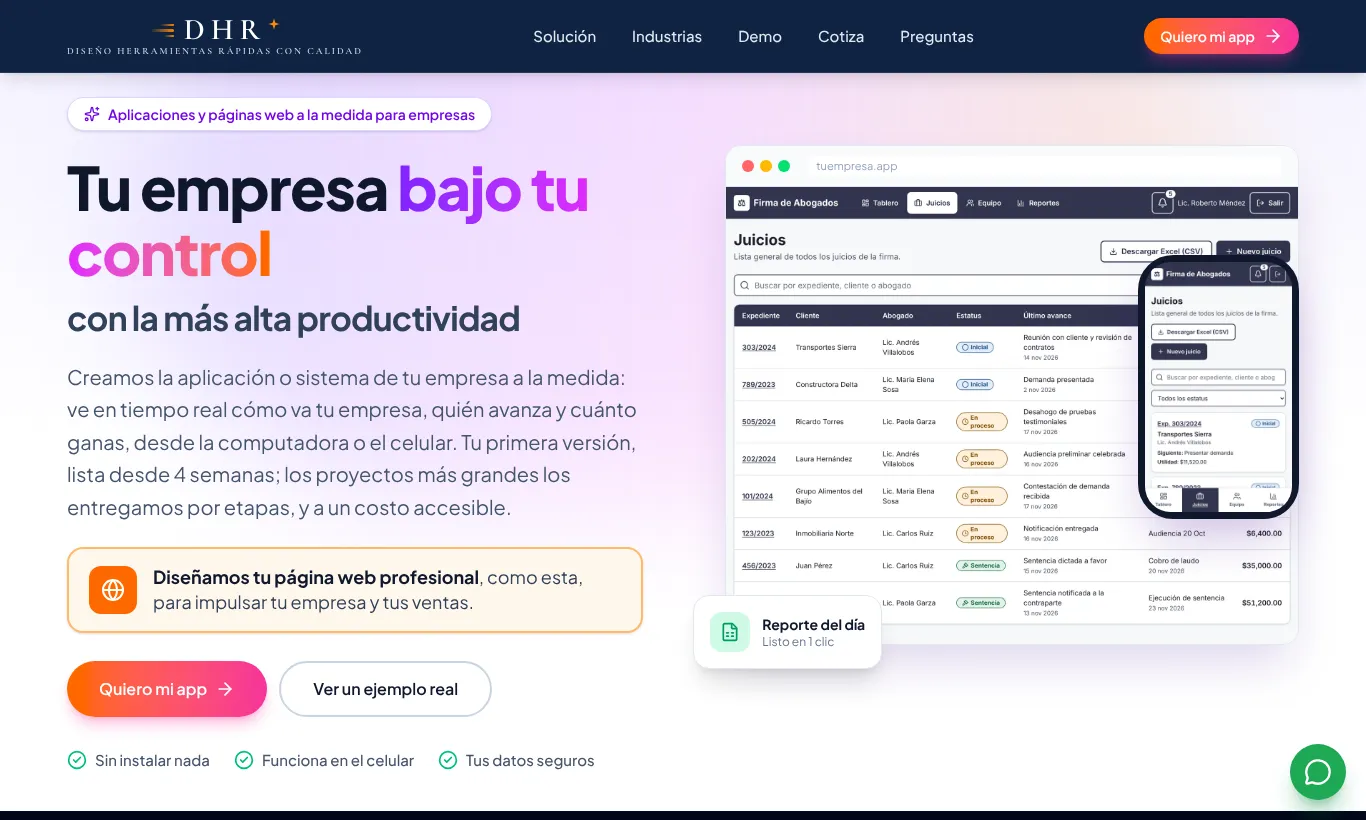 DHR
DISEÑO HERRAMIENTAS RÁPIDAS CON CALIDAD
Solución
Industrias
Demo
Cotiza
Preguntas
Quiero mi app
Aplicaciones y páginas web a la medida para empresas
Tu empresa bajo tu
control
con la más alta productividad
Creamos la aplicación o sistema de tu empresa a la medida:
ve en tiempo real cómo va tu empresa, quién avanza y cuánto
ganas, desde la computadora o el celular. Tu primera versión,
lista desde 4 semanas; los proyectos más grandes los
entregamos por etapas, y a un costo accesible.
Diseñamos tu página web profesional, como esta,
para impulsar tu empresa y tus ventas.
Quiero mi app
Ver un ejemplo real
Sin instalar nada
Funciona en el celular
Tus datos seguros
tuempresa.app
Firma de Abogados
Tablero
Juicios
Equipo
Reportes
5
Lic. Roberto Méndez
Salir
Juicios
Lista general de todos los juicios de la firma.
Descargar Excel (CSV)
Nuevo juicio
Buscar por expediente, cliente o abogado
Expediente Cliente Abogado Estatus Último avance
303/2024 Transportes Sierra Lic. Andrés Villalobos Inicial Reunión con cliente y revisión de contratos 14 nov 2026
789/2023 Constructora Delta Lic. María Elena Sosa Inicial Demanda presentada 2 nov 2026
505/2024 Ricardo Torres Lic. Paola Garza En proceso Desahogo de pruebas testimoniales 17 nov 2026
202/2024 Laura Hernández Lic. Andrés Villalobos En proceso Audiencia preliminar celebrada 16 nov 2026
101/2024 Grupo Alimentos del Bajío Lic. María Elena Sosa En proceso Contestación de demanda recibida 17 nov 2026
123/2023 Inmobiliaria Norte Lic. Carlos Ruiz En proceso Notificación entregada 16 nov 2026 Audiencia 20 Oct $6,400.00
456/2023 Juan Pérez Lic. Carlos Ruiz Sentencia Sentencia dictada a favor 15 nov 2026 Cobro de laudo 20 nov 2026 $35,000.00
Lic. Paola Garza Sentencia Sentencia notificada a la contraparte 13 nov 2026 Ejecución de sentencia 23 nov 2026 $51,200.00
Firma de Abogados
5
Juicios
Lista general de todos los juicios de la firma.
Descargar Excel (CSV)
Nuevo juicio
Buscar por expediente, cliente o abog
Todos los estatus
Exp. 303/2024
Inicial
Transportes Sierra
Lic. Andrés Villalobos
Siguiente: Presentar demanda
Utilidad: $11,520.00
Exp. 789/2023
Inicial
Tablero
Juicios
Equipo
Reportes
Reporte del día
Listo en 1 clic